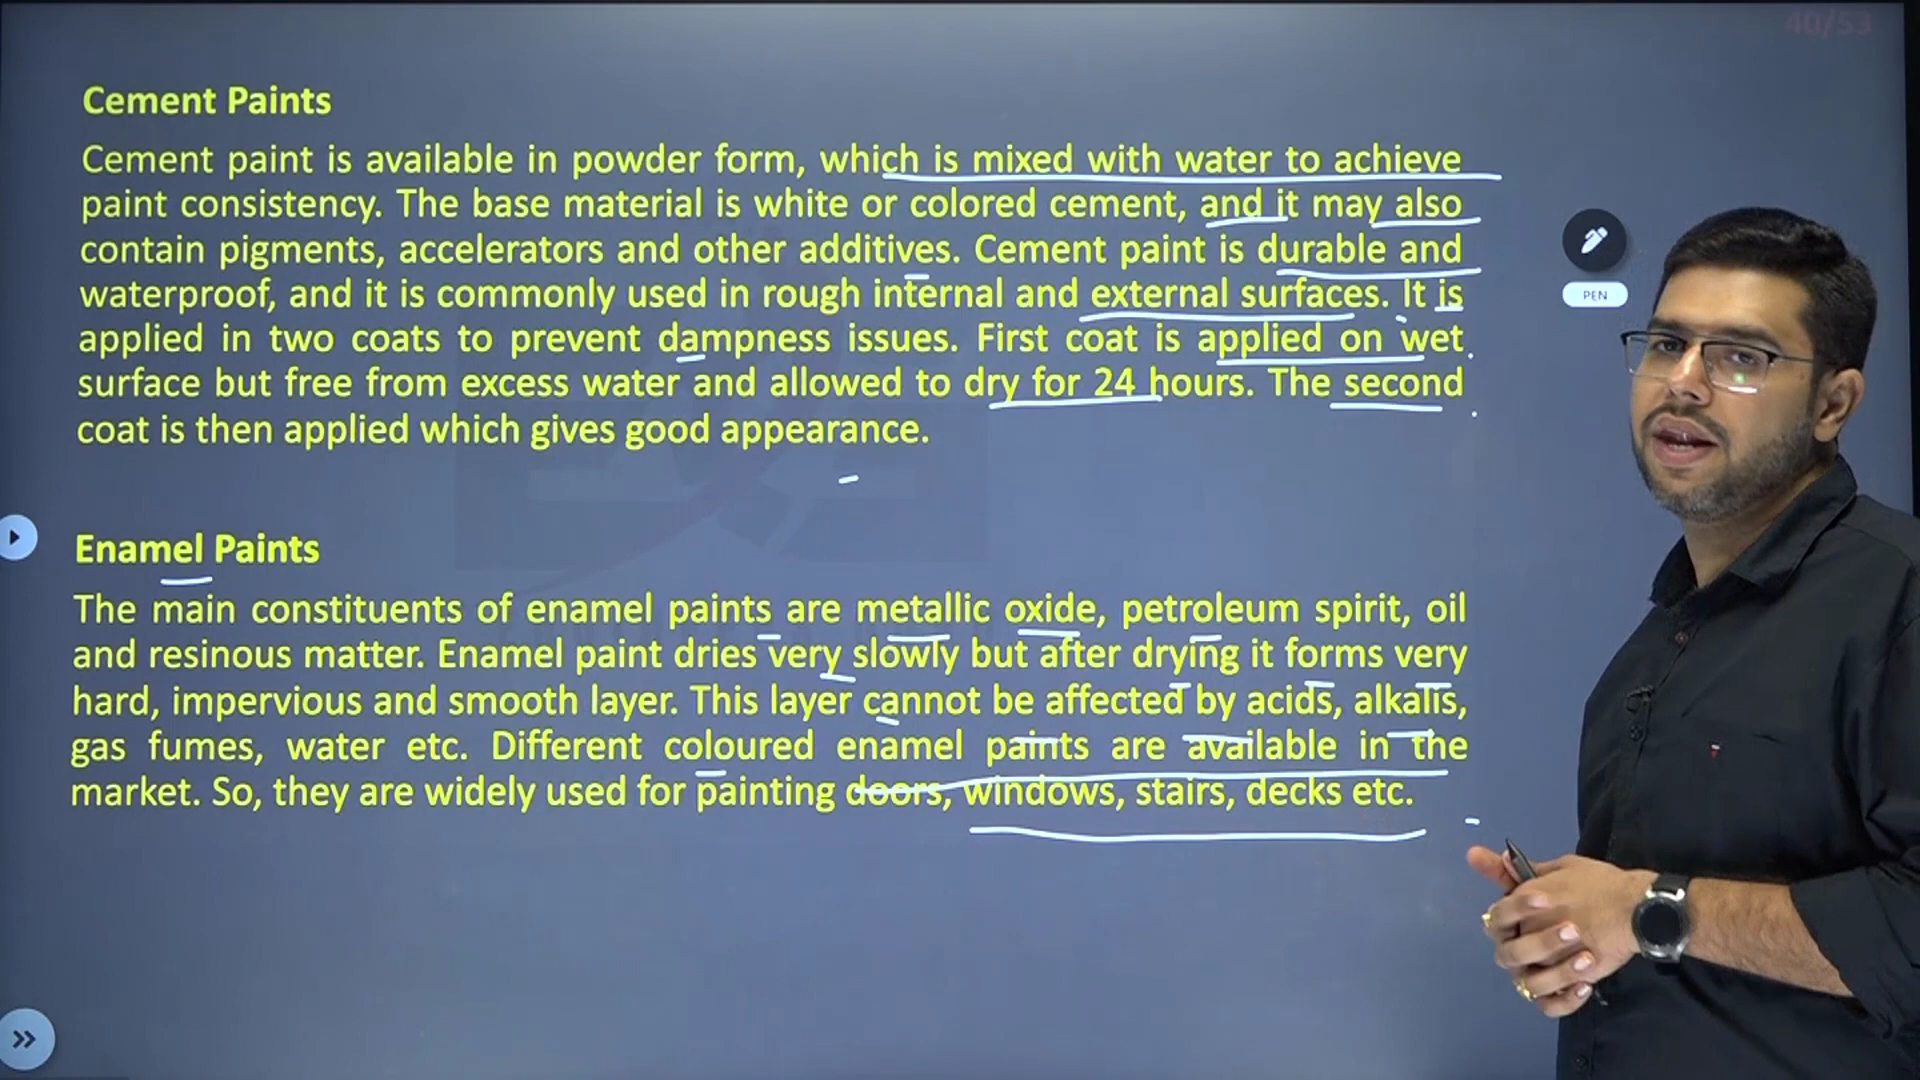 40/53
Cement Paints
Cement paint is available in powder form, which is mixed with water to achieve
paint consistency. The base material is white or colored cement, and it may also
contain pigments, accelerators and other additives. Cement paint is durable and
waterproof, and it is commonly used in rough internal and external surfaces. It is
applied in two coats to prevent dampness issues. First coat is applied on wet
surface but free from excess water and allowed to dry for 24 hours. The second
coat is then applied which gives good appearance.
PEN
Enamel Paints
The main constituents of enamel paints are metallic oxide, petroleum spirit, oil
and resinous matter. Enamel paint dries very slowly but after drying it forms very
hard, impervious and smooth layer. This layer cannot be affected by acids, alkalis,
gas fumes, water etc. Different coloured enamel paints are available in the
market. So, they are widely used for painting doors, windows, stairs, decks etc.